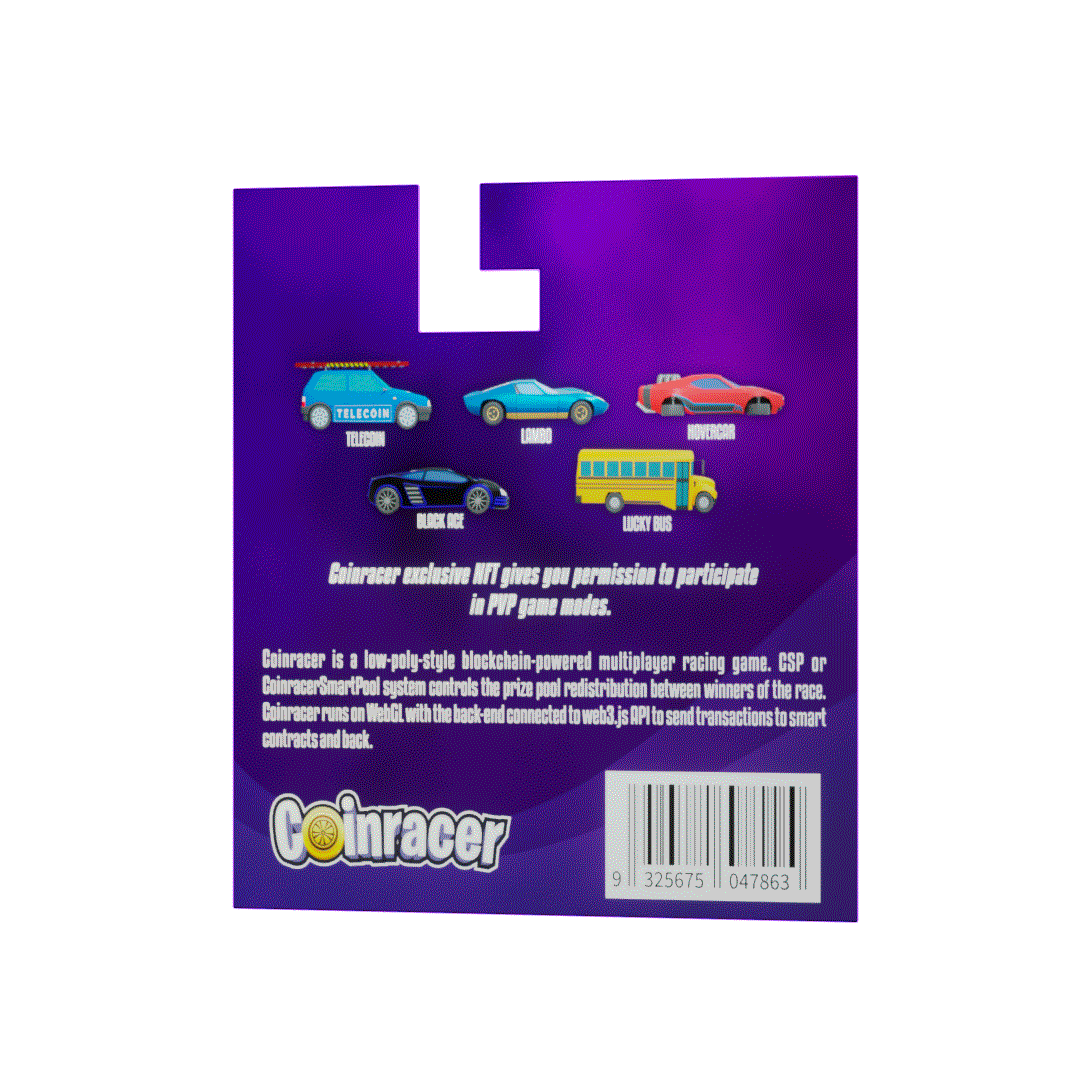 TELECOIN
TELECOIN
LAMBO
HOVERCAR
BLACK ACE
LUCKY BUS
Coinracer exclusive NFT gives you permission to participate
in PVP game modes.
Coinracer is a low-poly-style blockchain-powered multiplayer racing game. CSP or
CoinracerSmartPool system controls the prize pool redistribution between winners of the race.
Coinracer runs on WebGL with the back-end connected to web3.js API to send transactions to smart
contracts and back.
Coinracer
9 325675 047863